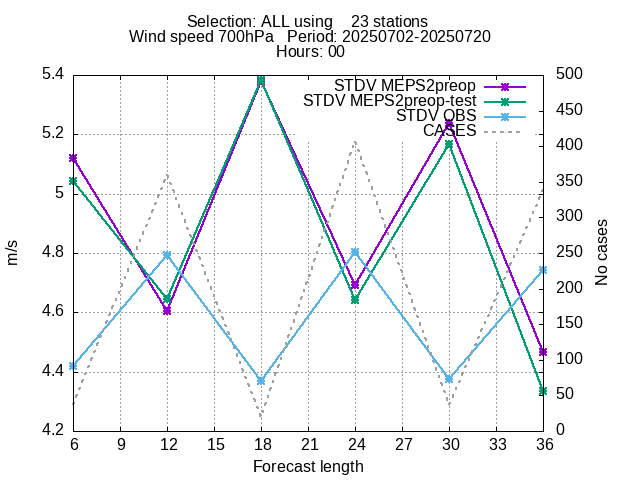 Selection: ALL using    23 stations
Wind speed 700hPa   Period: 20250702-20250720
Hours: 00
STDV MEPS2preop
STDV MEPS2preop-test
STDV OBS
CASES
5.4
5.2
5
4.8
4.6
4.4
4.2
m/s
500
450
400
350
300
250
200
150
100
50
0
No cases
6 9 12 15 18 21 24 27 30 33 36
Forecast length